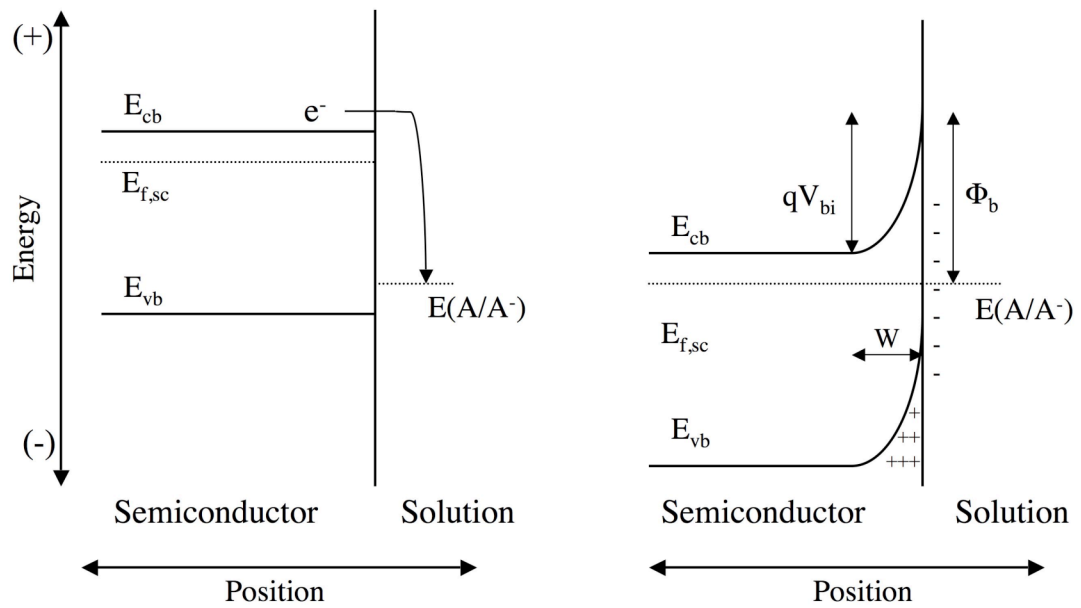 (+)
Energy
(-)
E_cb
e⁻
E_f,sc
E_vb
E(A/A⁻)
Semiconductor
Solution
Position
qV_bi
Φ_b
E_cb
E(A/A⁻)
E_f,sc
W
E_vb
-
-
-
-
-
-
-
+
++
+++
Semiconductor
Solution
Position